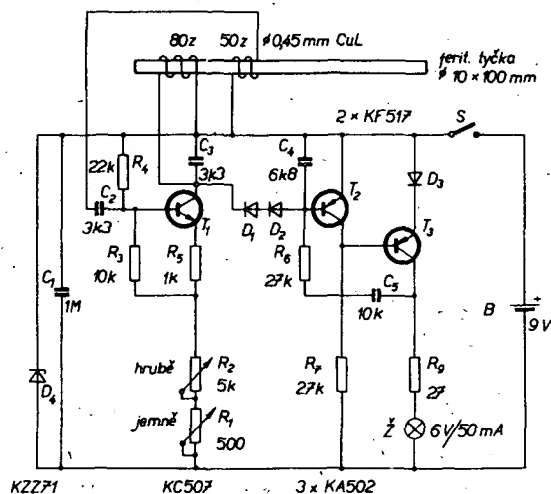 80z 50z φ0,45 mm CuL
ferit. tyčka
φ 10 × 100 mm
2 × KF517 S
C3
3k3
C4
6k8
22k R4
C2
3k3
T1
D1 D2
T2
D3
T3
R3
10k
R5
1k
R6
27k
C5
10k
C1
1M
B + 9V
hrubě R2
5k
R7
27k
R9
27
D4
jemně R1
500
Ž 6V/50mA
KZZ71 KC507 3 × KA502